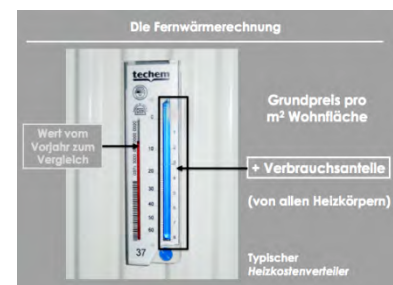 Die Fernwärmerechnung
techem
Wert vom
Vorjahr zum
Vergleich
Grundpreis pro
m² Wohnfläche
+ Verbrauchsanteile
(von allen Heizkörpern)
Typischer
Heizkostenverteiler
37